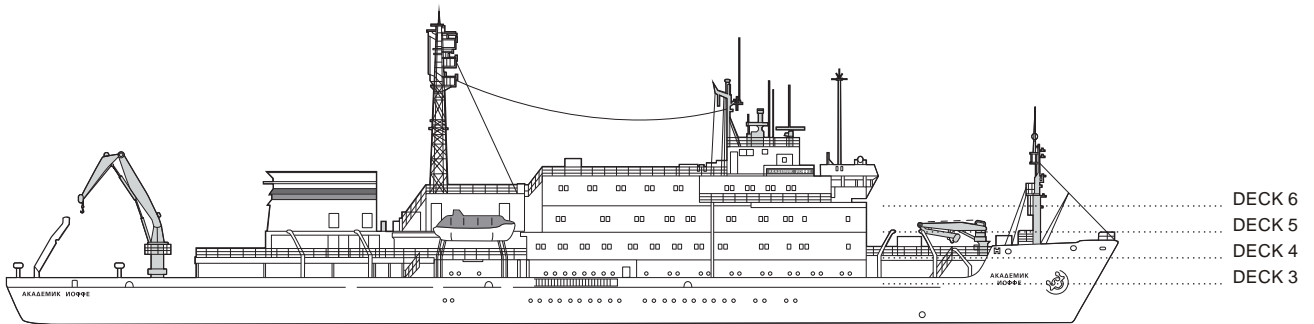 DECK 6
DECK 5
DECK 4
DECK 3
АКАДЕМИК
ИОФФЕ
АКАДЕМИК ИОФФЕ